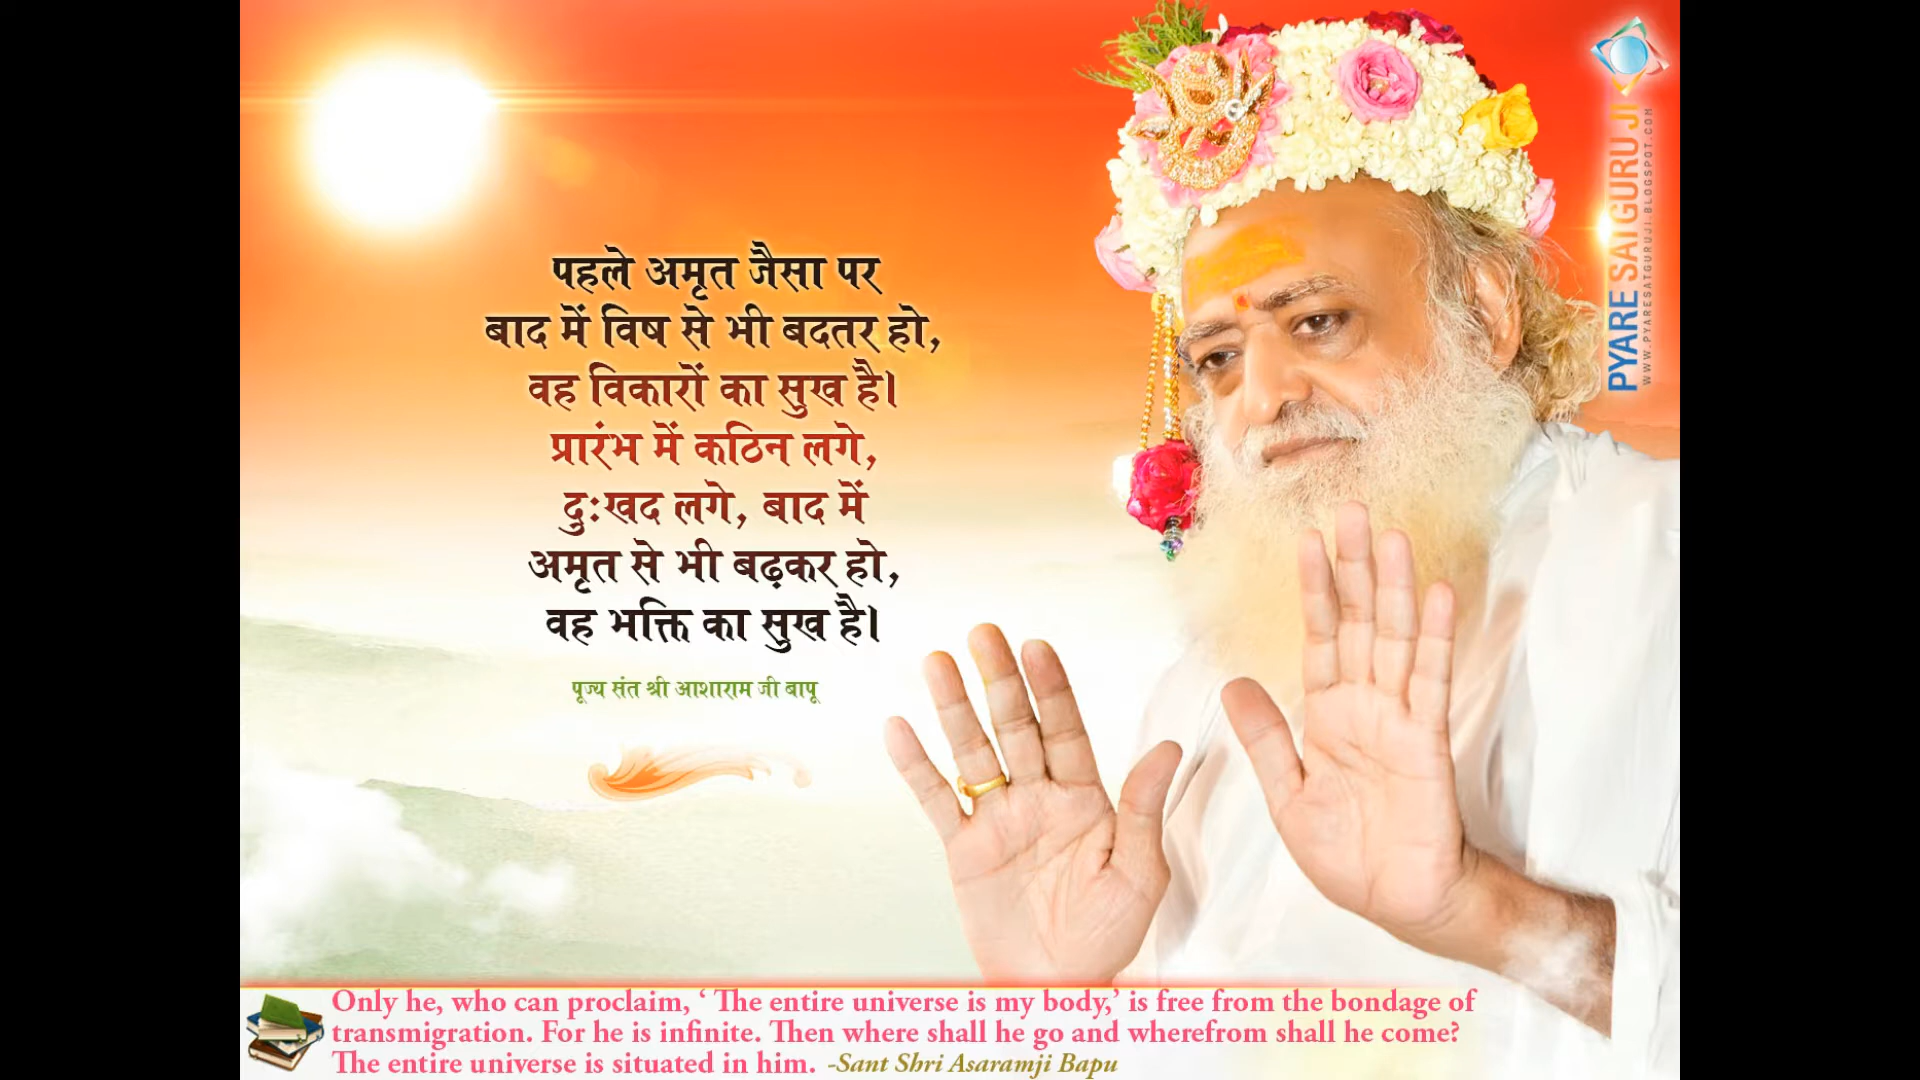 पहले अमृत जैसा पर
बाद में विष से भी बदतर हो,
वह विकारों का सुख है।
प्रारंभ में कठिन लगे,
दुःखद लगे, बाद में
अमृत से भी बढ़कर हो,
वह भक्ति का सुख है।
पूज्य संत श्री आशाराम जी बापू
PYARE SATGURU JI
WWW.PYARESATGURUJI.BLOGSPOT.COM
Only he, who can proclaim, ‘ The entire universe is my body,’ is free from the bondage of
transmigration. For he is infinite. Then where shall he go and wherefrom shall he come?
The entire universe is situated in him. -Sant Shri Asaramji Bapu